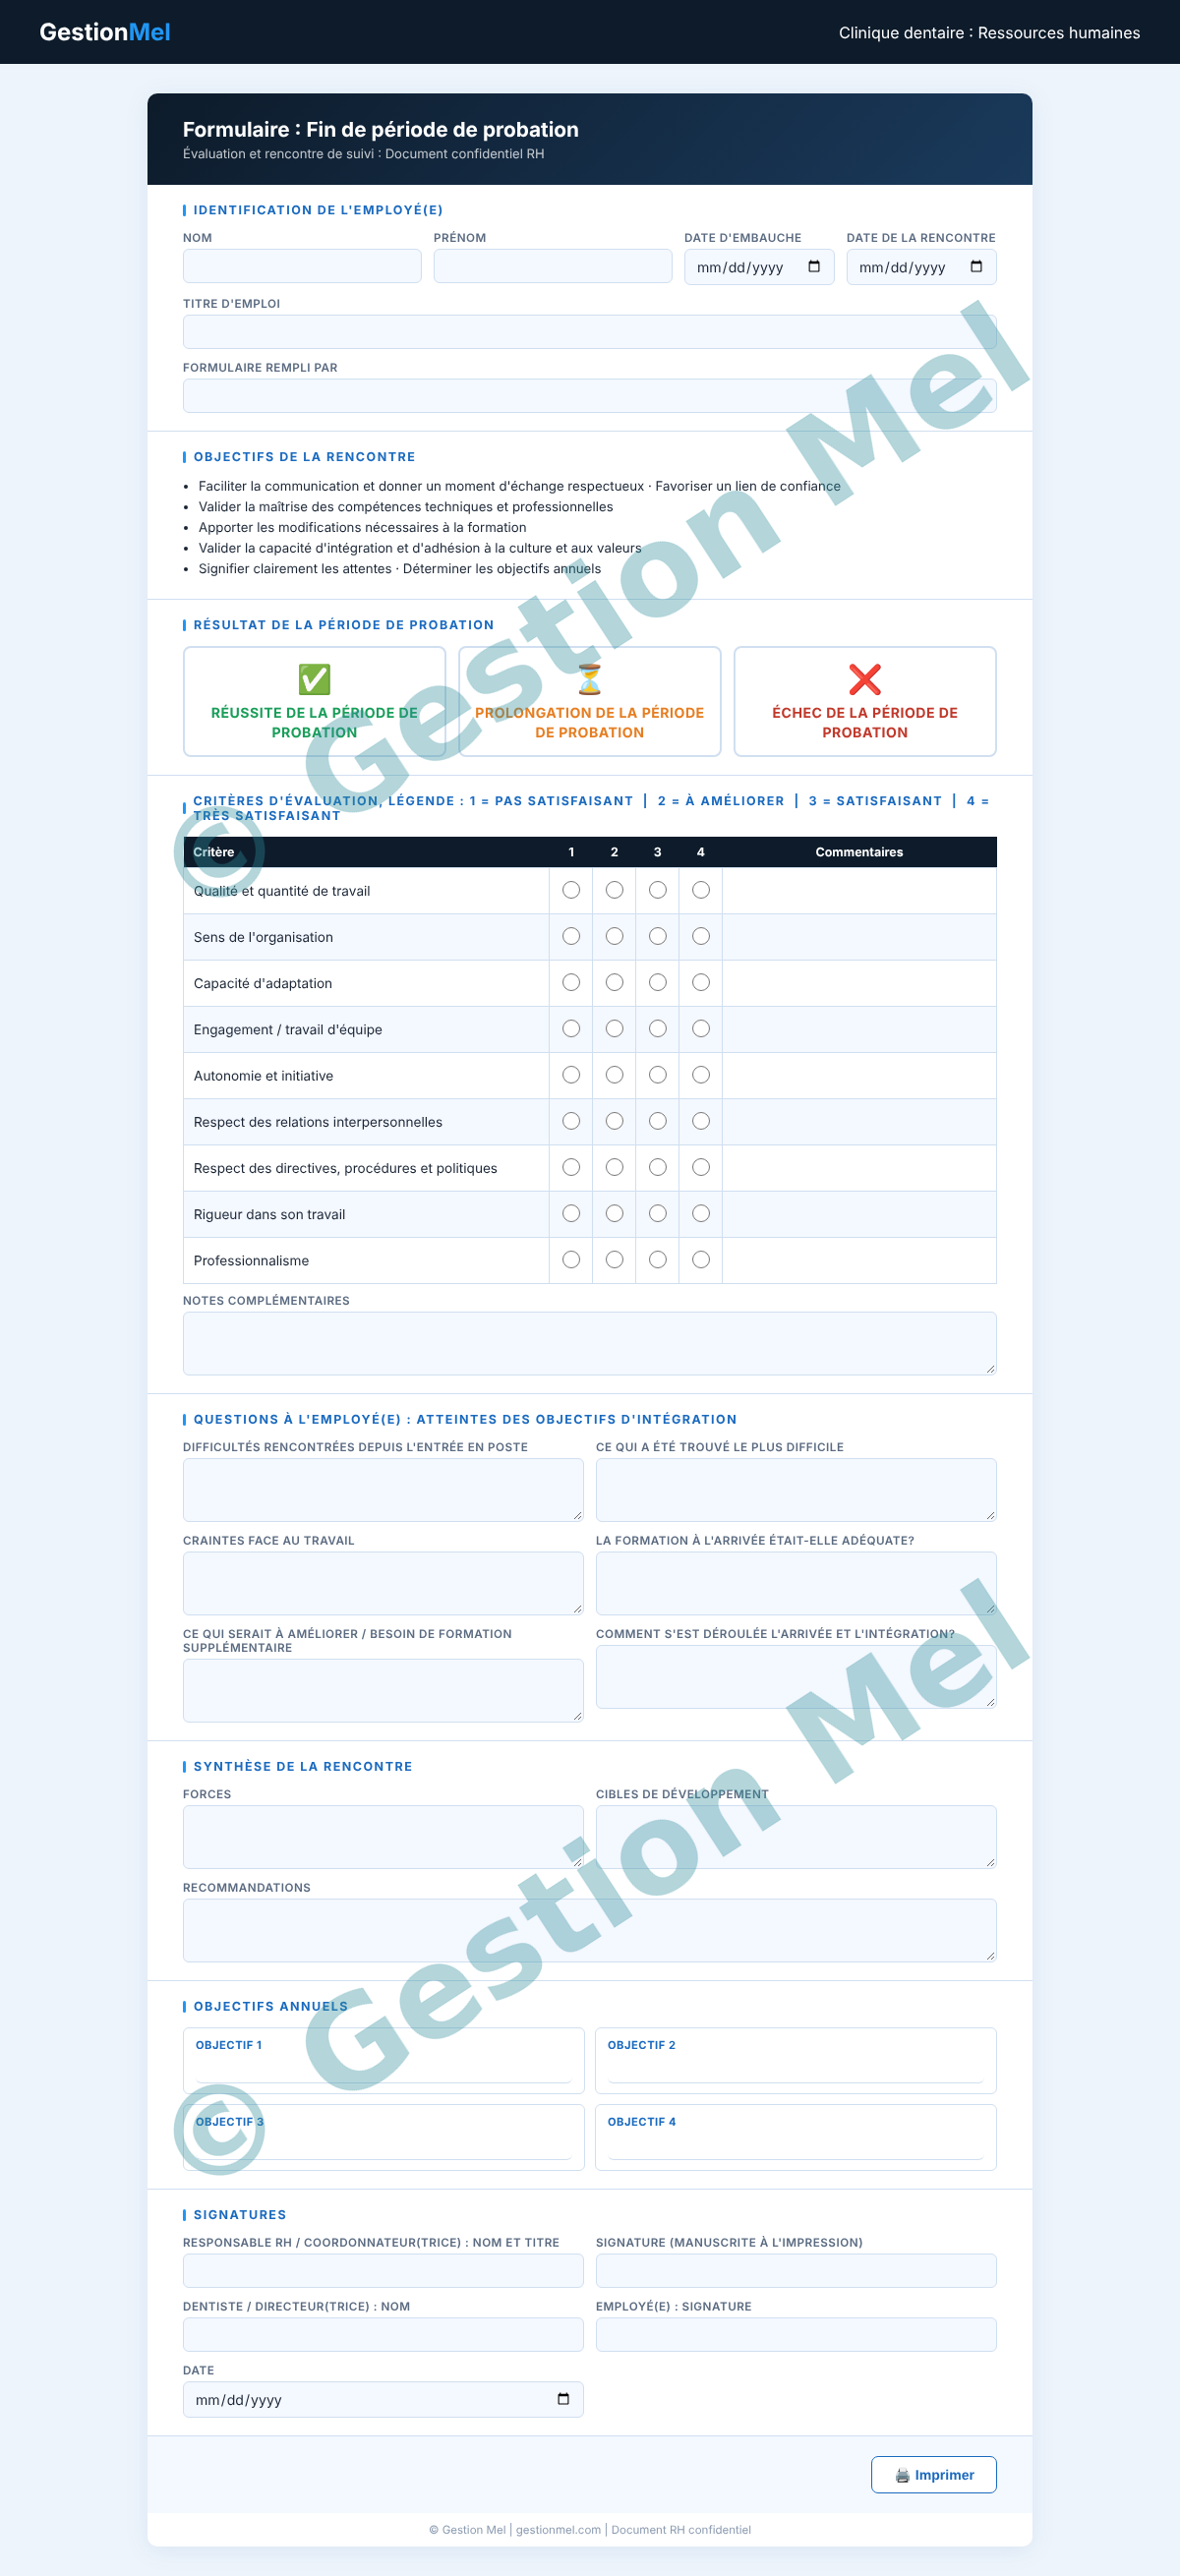 GestionMel
Clinique dentaire : Ressources humaines
Formulaire : Fin de période de probation
Évaluation et rencontre de suivi : Document confidentiel RH
IDENTIFICATION DE L'EMPLOYÉ(E)
NOM
PRÉNOM
DATE D'EMBAUCHE
DATE DE LA RENCONTRE
mm/dd/yyyy
mm/dd/yyyy
TITRE D'EMPLOI
FORMULAIRE REMPLI PAR
OBJECTIFS DE LA RENCONTRE
• Faciliter la communication et donner un moment d'échange respectueux · Favoriser un lien de confiance
• Valider la maîtrise des compétences techniques et professionnelles
• Apporter les modifications nécessaires à la formation
• Valider la capacité d'intégration et d'adhésion à la culture et aux valeurs
• Signifier clairement les attentes · Déterminer les objectifs annuels
RÉSULTAT DE LA PÉRIODE DE PROBATION
RÉUSSITE DE LA PÉRIODE DE
PROBATION
PROLONGATION DE LA PÉRIODE
DE PROBATION
ÉCHEC DE LA PÉRIODE DE
PROBATION
CRITÈRES D'ÉVALUATION, LÉGENDE : 1 = PAS SATISFAISANT | 2 = À AMÉLIORER | 3 = SATISFAISANT | 4 =
TRÈS SATISFAISANT
Critère 1 2 3 4 Commentaires
Qualité et quantité de travail
Sens de l'organisation
Capacité d'adaptation
Engagement / travail d'équipe
Autonomie et initiative
Respect des relations interpersonnelles
Respect des directives, procédures et politiques
Rigueur dans son travail
Professionnalisme
NOTES COMPLÉMENTAIRES
QUESTIONS À L'EMPLOYÉ(E) : ATTEINTES DES OBJECTIFS D'INTÉGRATION
DIFFICULTÉS RENCONTRÉES DEPUIS L'ENTRÉE EN POSTE
CE QUI A ÉTÉ TROUVÉ LE PLUS DIFFICILE
CRAINTES FACE AU TRAVAIL
LA FORMATION À L'ARRIVÉE ÉTAIT-ELLE ADÉQUATE?
CE QUI SERAIT À AMÉLIORER / BESOIN DE FORMATION
SUPPLÉMENTAIRE
COMMENT S'EST DÉROULÉE L'ARRIVÉE ET L'INTÉGRATION?
SYNTHÈSE DE LA RENCONTRE
FORCES
CIBLES DE DÉVELOPPEMENT
RECOMMANDATIONS
OBJECTIFS ANNUELS
OBJECTIF 1
OBJECTIF 2
OBJECTIF 3
OBJECTIF 4
SIGNATURES
RESPONSABLE RH / COORDONNATEUR(TRICE) : NOM ET TITRE
SIGNATURE (MANUSCRITE À L'IMPRESSION)
DENTISTE / DIRECTEUR(TRICE) : NOM
EMPLOYÉ(E) : SIGNATURE
DATE
mm/dd/yyyy
Imprimer
© Gestion Mel | gestionmel.com | Document RH confidentiel
© Gestion Mel
© Gestion Mel